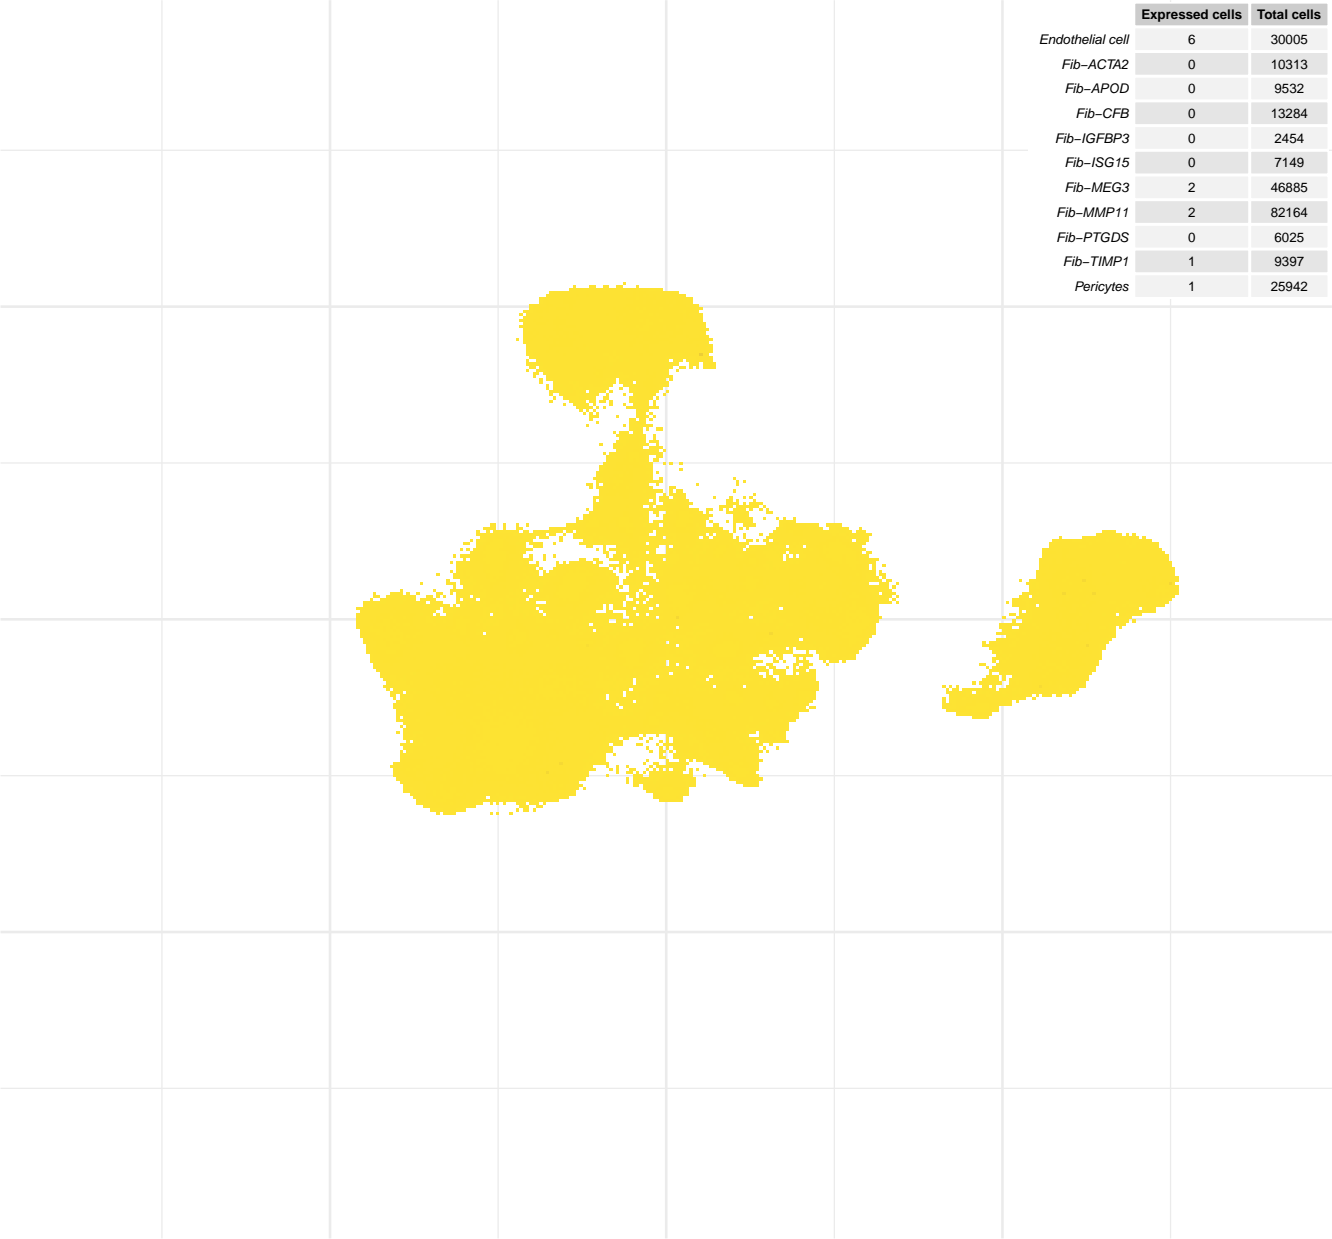 Expressed cells Total cells
Endothelial cell 6 30005
Fib−ACTA2 0 10313
Fib−APOD 0 9532
Fib−CFB 0 13284
Fib−IGFBP3 0 2454
Fib−ISG15 0 7149
Fib−MEG3 2 46885
Fib−MMP11 2 82164
Fib−PTGDS 0 6025
Fib−TIMP1 1 9397
Pericytes 1 25942